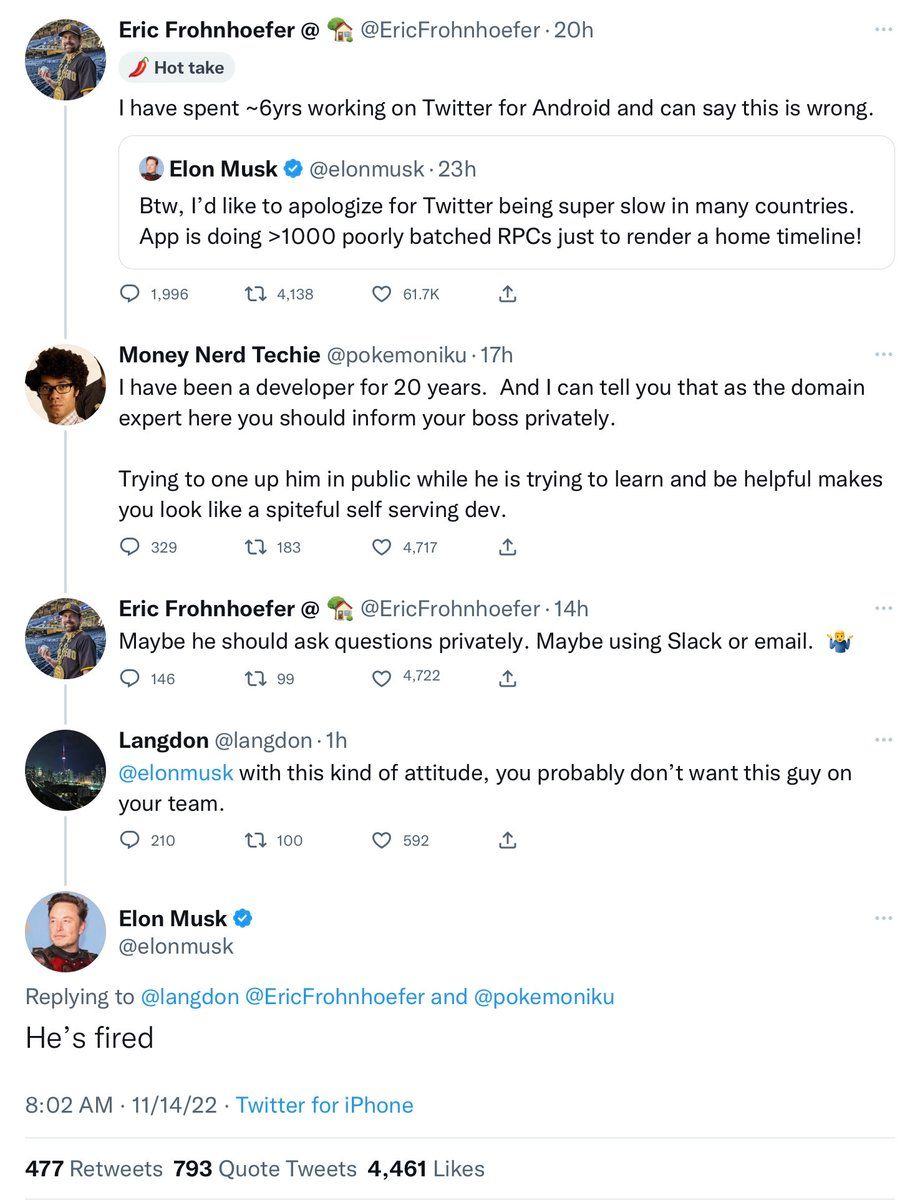 Eric Frohnhoefer @ 🏡 @EricFrohnhoefer · 20h
🌶️ Hot take
I have spent ~6yrs working on Twitter for Android and can say this is wrong.
Elon Musk @elonmusk · 23h
Btw, I’d like to apologize for Twitter being super slow in many countries.
App is doing >1000 poorly batched RPCs just to render a home timeline!
1,996 4,138 61.7K
Money Nerd Techie @pokemoniku · 17h
I have been a developer for 20 years.  And I can tell you that as the domain
expert here you should inform your boss privately.
Trying to one up him in public while he is trying to learn and be helpful makes
you look like a spiteful self serving dev.
329 183 4,717
Eric Frohnhoefer @ 🏡 @EricFrohnhoefer · 14h
Maybe he should ask questions privately. Maybe using Slack or email. 🤷‍♂️
146 99 4,722
Langdon @langdon · 1h
@elonmusk with this kind of attitude, you probably don’t want this guy on
your team.
210 100 592
Elon Musk
@elonmusk
Replying to @langdon @EricFrohnhoefer and @pokemoniku
He’s fired
8:02 AM · 11/14/22 · Twitter for iPhone
477 Retweets 793 Quote Tweets 4,461 Likes